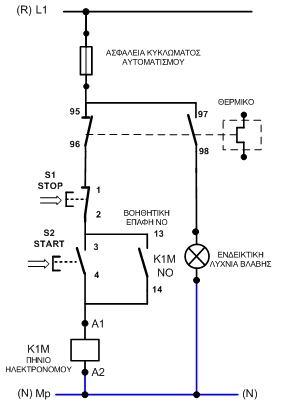 (R) L1
ΑΣΦΑΛΕΙΑ ΚΥΚΛΩΜΑΤΟΣ
ΑΥΤΟΜΑΤΙΣΜΟΥ
ΘΕΡΜΙΚΟ
95
97
96
98
S1
STOP
1
2
ΒΟΗΘΗΤΙΚΗ
ΕΠΑΦΗ NO
S2
START
13
3
4
K1M
NO
14
ΕΝΔΕΙΚΤΙΚΗ
ΛΥΧΝΙΑ ΒΛΑΒΗΣ
A1
K1M
ΠΗΝΙΟ
ΗΛΕΚΤΡΟΝΟΜΟΥ
A2
(N) Mp
(N)